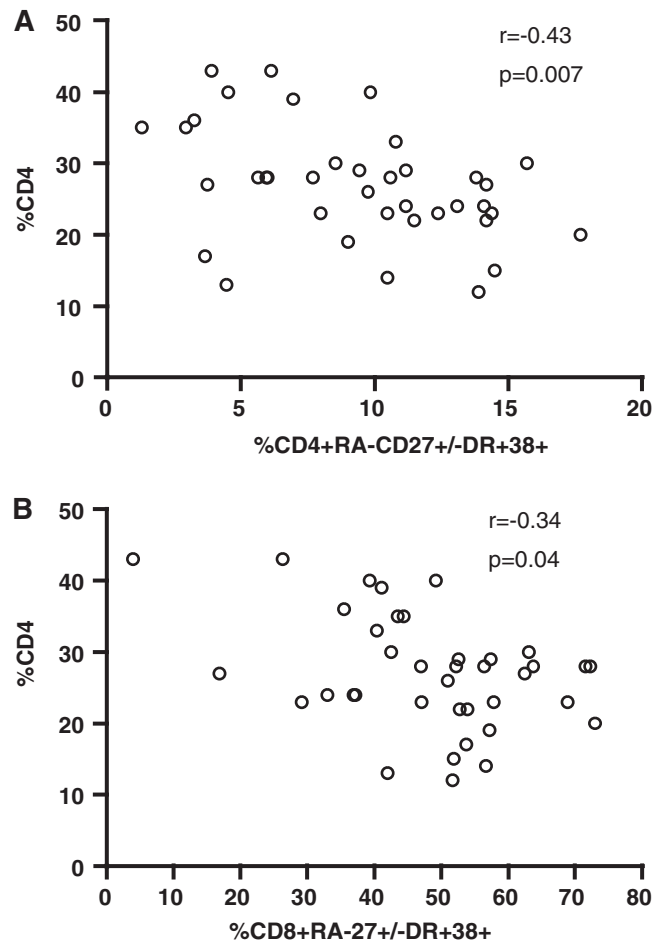 A
50
40
30
20
10
0
%CD4
r=-0.43
p=0.007
0 5 10 15 20
%CD4+RA-CD27+/-DR+38+
B
50
40
30
20
10
0
%CD4
r=-0.34
p=0.04
0 10 20 30 40 50 60 70 80
%CD8+RA-27+/-DR+38+